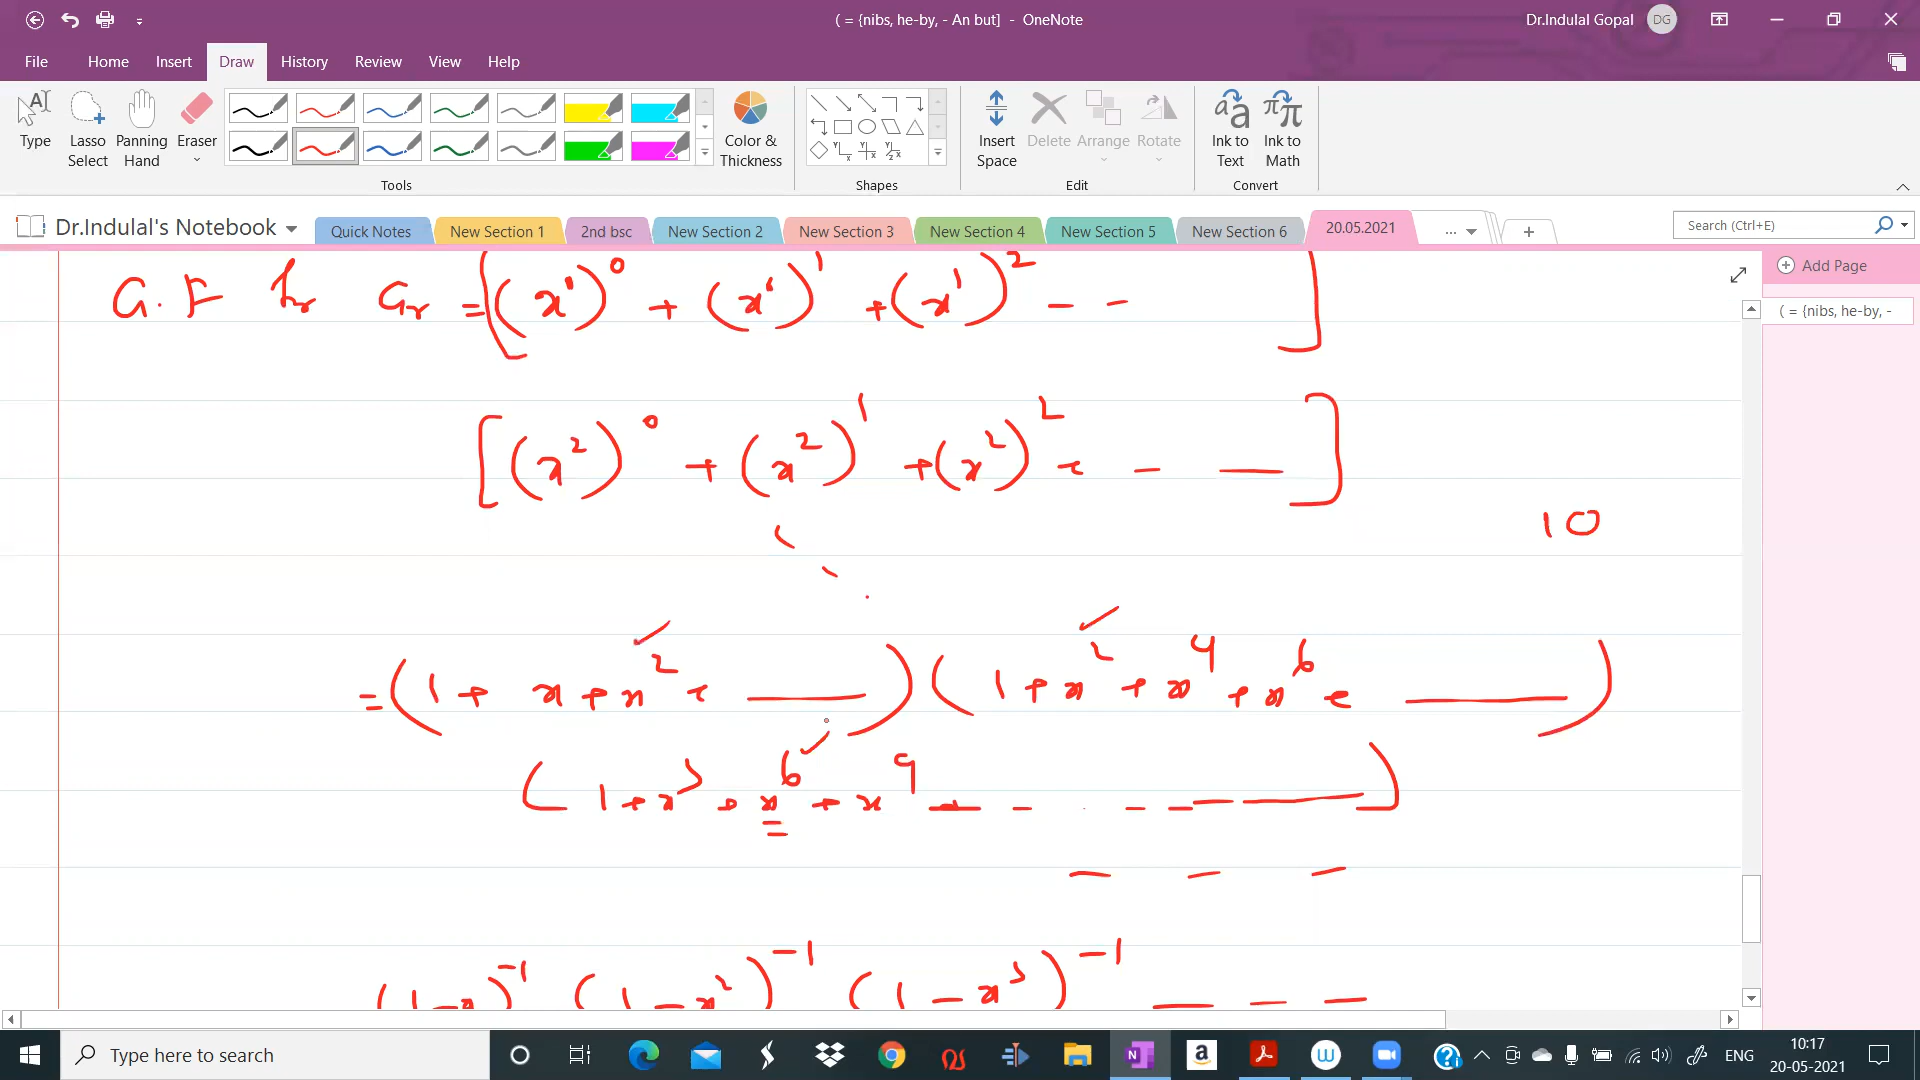 ( = {nibs, he-by, - An but] - OneNote
Dr.Indulal Gopal
DG
File Home Insert Draw History Review View Help
Type
Lasso Select
Panning Hand
Eraser
Color & Thickness
Insert Space
Delete
Arrange
Rotate
Ink to Text
Ink to Math
Tools
Shapes
Edit
Convert
Dr.Indulal's Notebook
Quick Notes
New Section 1
2nd bsc
New Section 2
New Section 3
New Section 4
New Section 5
New Section 6
20.05.2021
...
Search (Ctrl+E)
Add Page
( = {nibs, he-by, -
G.F for Gr = [(x¹)⁰ + (x¹)¹ + (x¹)² - - ]
[(x²)⁰ + (x²)¹ + (x²)² + - — ]
10
= (1 + x + x² + ——) (1 + x² + x⁴ + x⁶ + ——)
(1 + x³ + x⁶ + x⁹ + - - - ——)
— — —
(1-x)⁻¹ (1-x²)⁻¹ (1-x³)⁻¹ — — —
Type here to search
ENG
10:17
20-05-2021